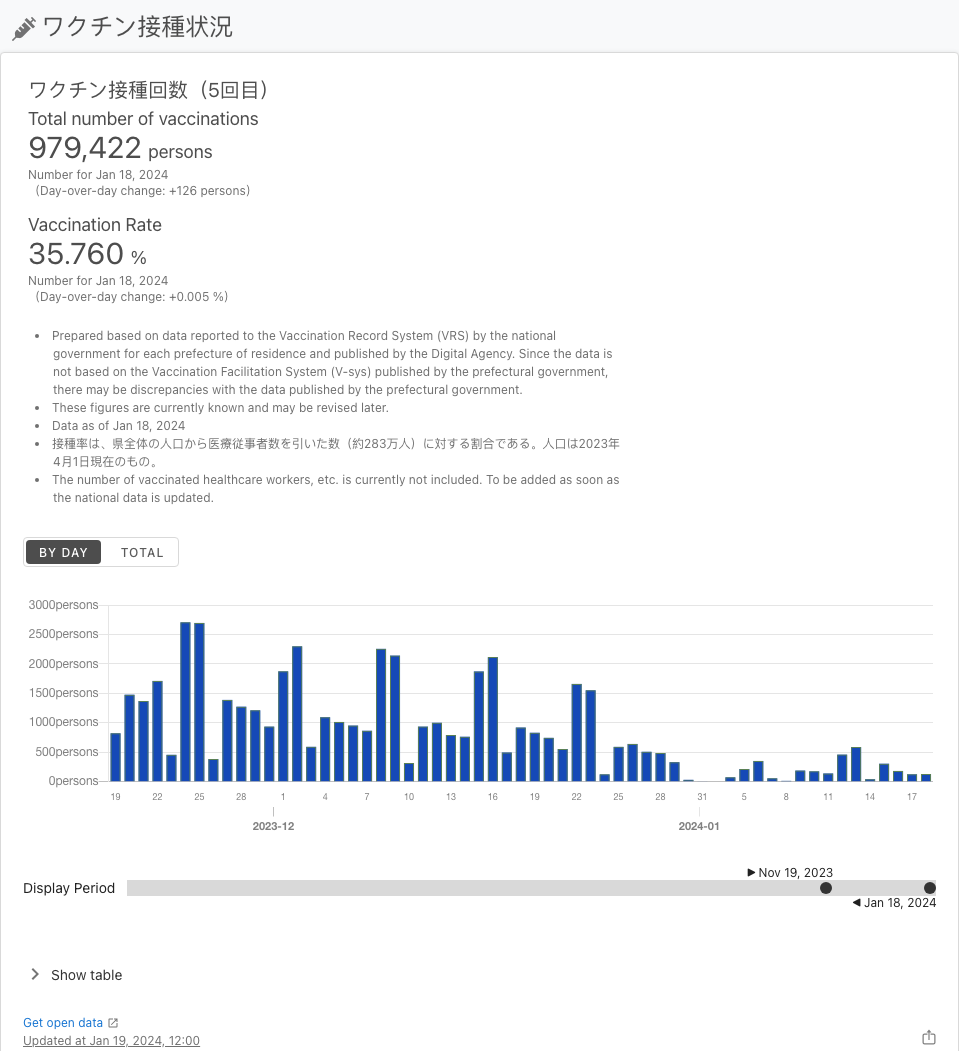 ワクチン接種状況
ワクチン接種回数（5回目）
Total number of vaccinations
979,422 persons
Number for Jan 18, 2024
（Day-over-day change: +126 persons）
Vaccination Rate
35.760 %
Number for Jan 18, 2024
（Day-over-day change: +0.005 %）
• Prepared based on data reported to the Vaccination Record System (VRS) by the national
government for each prefecture of residence and published by the Digital Agency. Since the data is
not based on the Vaccination Facilitation System (V-sys) published by the prefectural government,
there may be discrepancies with the data published by the prefectural government.
• These figures are currently known and may be revised later.
• Data as of Jan 18, 2024
• 接種率は、県全体の人口から医療従事者数を引いた数（約283万人）に対する割合である。人口は2023年
4月1日現在のもの。
• The number of vaccinated healthcare workers, etc. is currently not included. To be added as soon as
the national data is updated.
BY DAY TOTAL
3000persons
2500persons
2000persons
1500persons
1000persons
500persons
0persons
19 22 25 28 1 4 7 10 13 16 19 22 25 28 31 5 8 11 14 17
2023-12 2024-01
Nov 19, 2023
Display Period
Jan 18, 2024
Show table
Get open data
Updated at Jan 19, 2024, 12:00